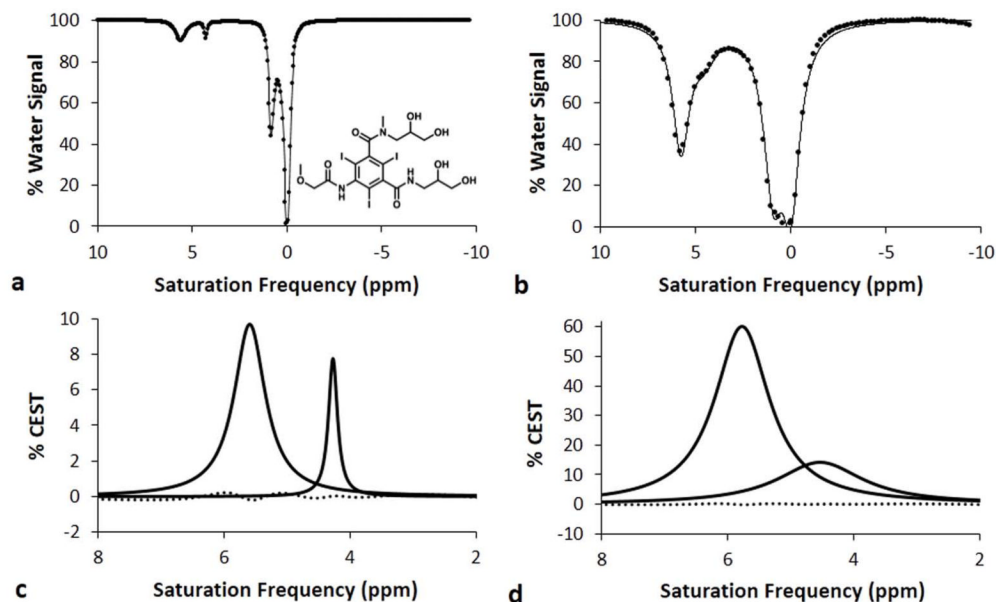 100
80
60
40
20
0
% Water Signal
10 5 0 -5 -10
Saturation Frequency (ppm)
a
O N OH OH
I I
O O OH OH
N H I O N H
100
80
60
40
20
0
% Water Signal
10 5 0 -5 -10
Saturation Frequency (ppm)
b
10
8
6
4
2
0
-2
% CEST
8 6 4 2
Saturation Frequency (ppm)
c
60
50
40
30
20
10
0
-10
% CEST
8 6 4 2
Saturation Frequency (ppm)
d